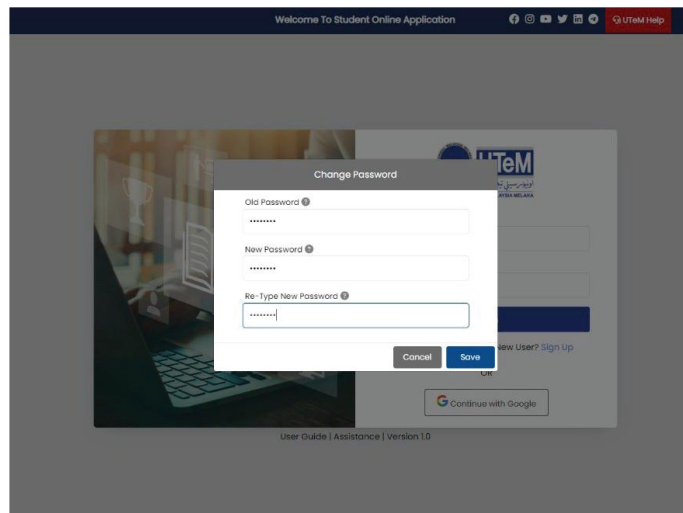 Welcome To Student Online Application
UTeM Help
UTeM
Change Password
Old Password
••••••••
New Password
••••••••
Re-Type New Password
••••••••
Cancel
Save
New User? Sign Up
OR
Continue with Google
User Guide | Assistance | Version 1.0